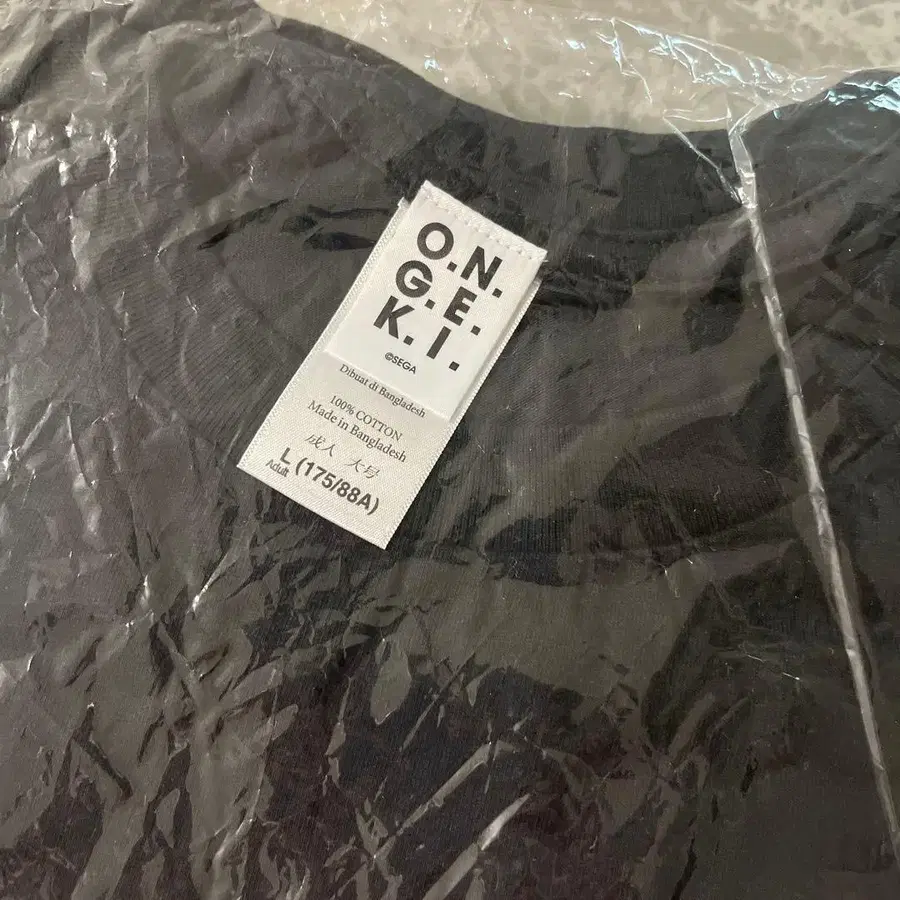 O.N.
G.E.
K.I.
©SEGA
Dibuat di Bangladesh
100% COTTON
Made in Bangladesh
成人 大号
Adult L (175/88A)